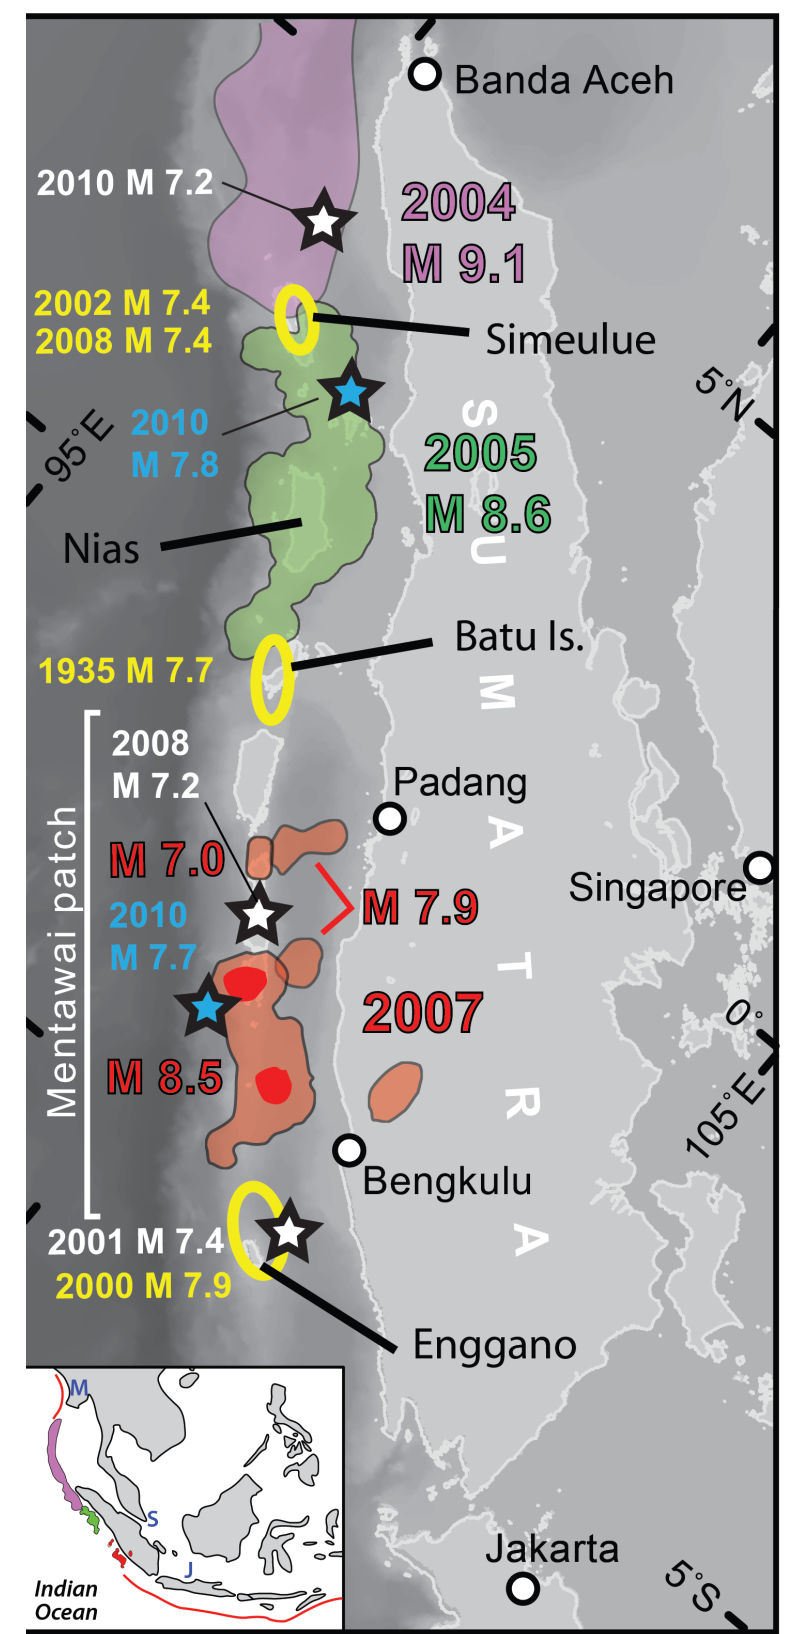 Banda Aceh
2010 M 7.2
2004
M 9.1
2002 M 7.4
2008 M 7.4
Simeulue
5°N
95°E
2010
M 7.8
2005
M 8.6
Nias
Batu Is.
1935 M 7.7
SUMATRA
2008
M 7.2
Padang
M 7.0
Singapore
M 7.9
2010
M 7.7
Mentawai patch
2007
0°
M 8.5
105°E
Bengkulu
2001 M 7.4
2000 M 7.9
Enggano
M
S
J
Indian
Ocean
Jakarta
5°S